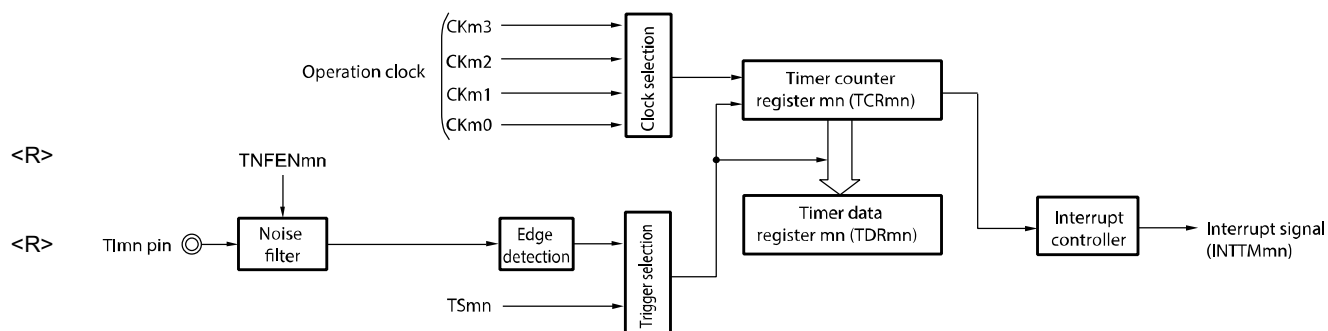 CKm3
CKm2
Operation clock
CKm1
CKm0
Clock selection
Timer counter
register mn (TCRmn)
<R>
TNFENmn
<R>
TImn pin
Noise
filter
Edge
detection
TSmn
Trigger selection
Timer data
register mn (TDRmn)
Interrupt
controller
Interrupt signal
(INTTMmn)